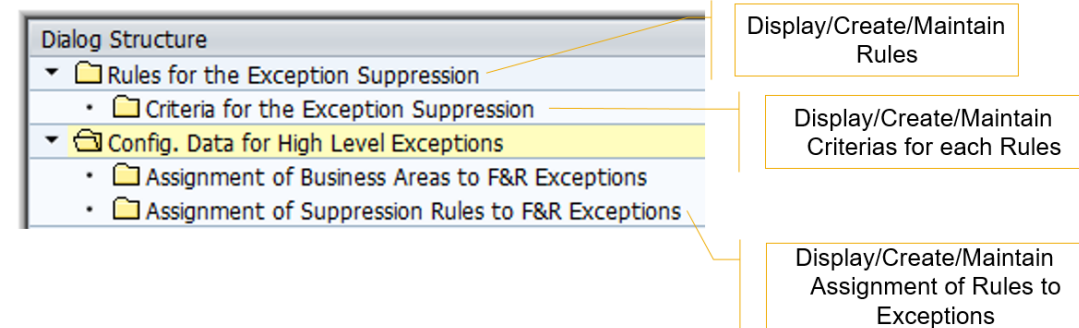 Dialog Structure
Rules for the Exception Suppression
Criteria for the Exception Suppression
Config. Data for High Level Exceptions
Assignment of Business Areas to F&R Exceptions
Assignment of Suppression Rules to F&R Exceptions
Display/Create/Maintain
Rules
Display/Create/Maintain
Criterias for each Rules
Display/Create/Maintain
Assignment of Rules to
Exceptions